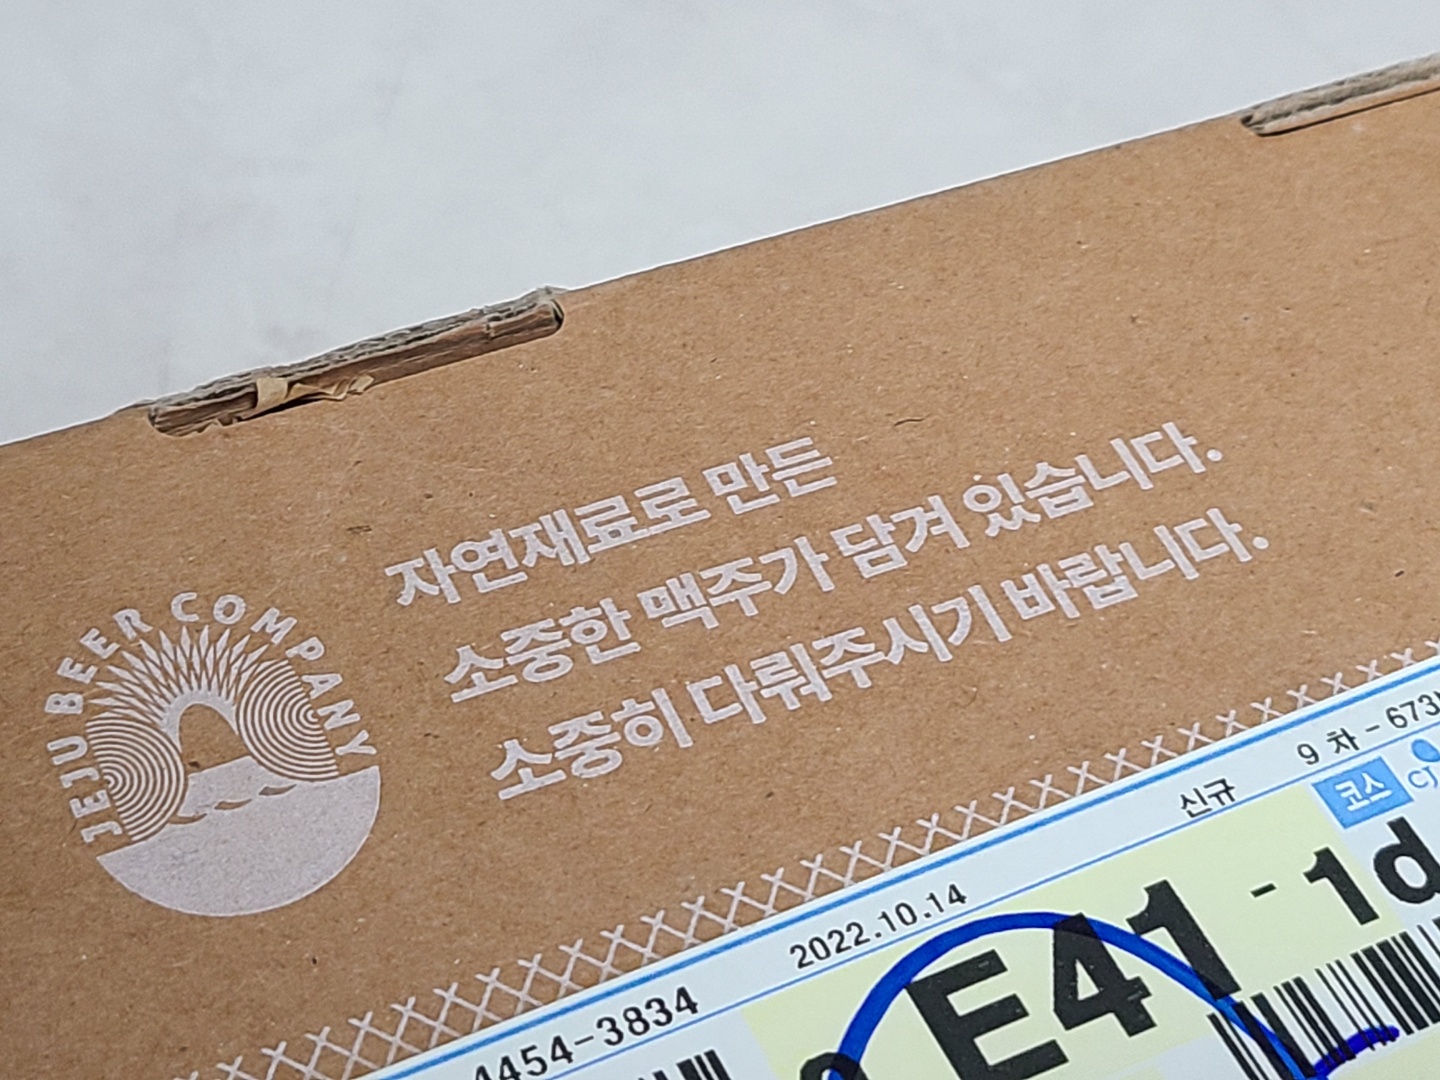 JEJU BEER COMPANY
자연재료로 만든
소중한 맥주가 담겨 있습니다.
소중히 다뤄주시기 바랍니다.
신규 9 차-673
코스 CJ
4454-3834 2022.10.14
E41 -1d